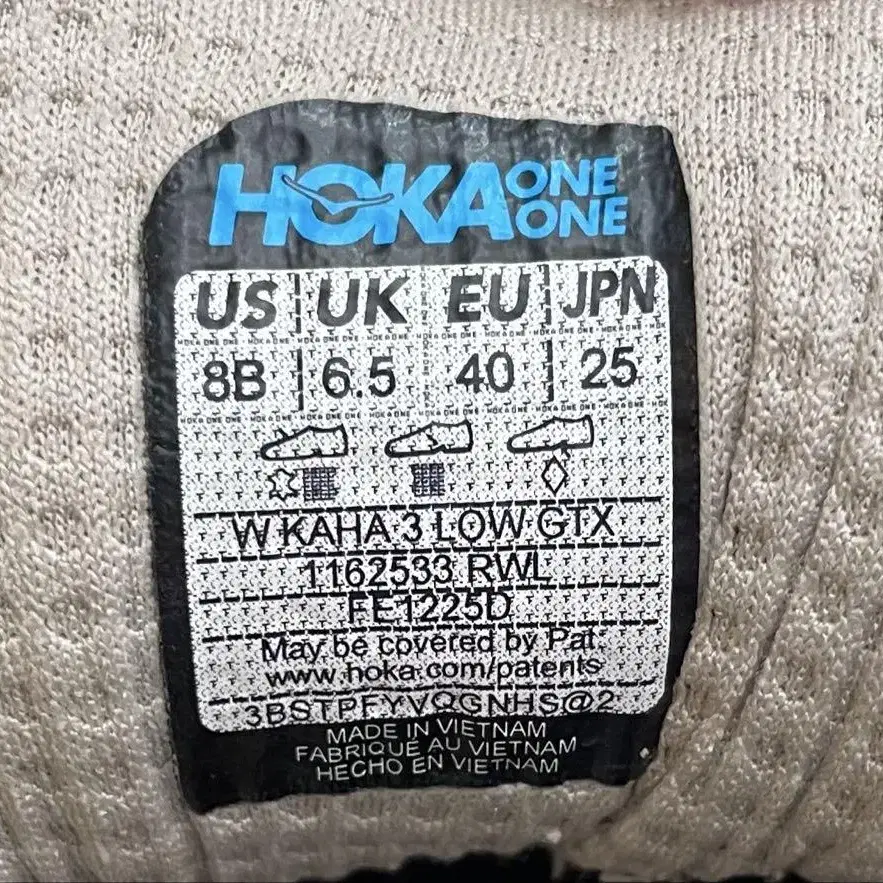 HOKA ONE ONE
US UK EU JPN
8B 6.5 40 25
W KAHA 3 LOW GTX
1162533 RWL
FE1225D
May be covered by Pat.
www.hoka.com/patents
3BSTPFYVQGNHS@2
MADE IN VIETNAM
FABRIQUÉ AU VIETNAM
HECHO EN VIETNAM